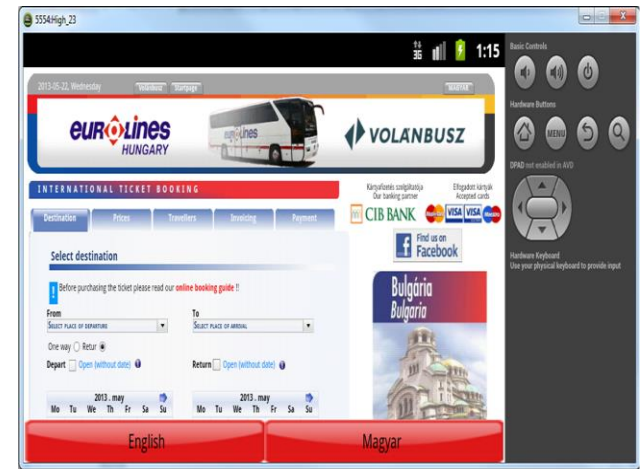 5554:High_23
3G 1:15
2013-05-22, Wednesday Volánbusz Startpage MAGYAR
eurolines
HUNGARY
eurolines
VOLÁNBUSZ
INTERNATIONAL TICKET BOOKING
Destination Prices Travellers Invoicing Payment
Kártyafizetés szolgáltatója
Our banking partner
Elfogadott kártyák
Accepted cards
CIB BANK
VISA VISA
Find us on
Facebook
Select destination
! Before purchasing the ticket please read our online booking guide !!
From To
SELECT PLACE OF DEPARTURE SELECT PLACE OF ARRIVAL
One way Retur
Depart Open (without date) Return Open (without date)
2013 . may 2013 . may
Mo Tu We Th Fr Sa Su Mo Tu We Th Fr Sa Su
Bulgária
Bulgaria
English Magyar
Basic Controls
Hardware Buttons
MENU
DPAD not enabled in AVD
Hardware Keyboard
Use your physical keyboard to provide input